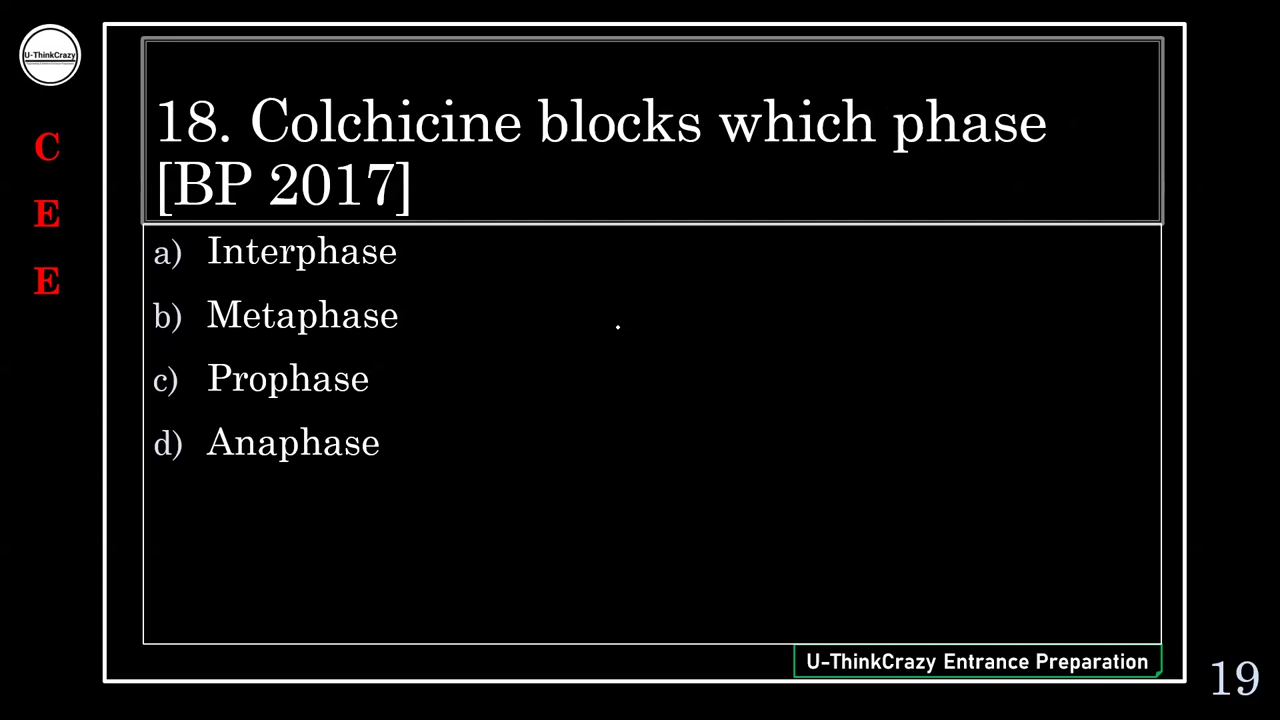 U-ThinkCrazy
C
E
E
18. Colchicine blocks which phase
[BP 2017]
a) Interphase
b) Metaphase
c) Prophase
d) Anaphase
U-ThinkCrazy Entrance Preparation
19